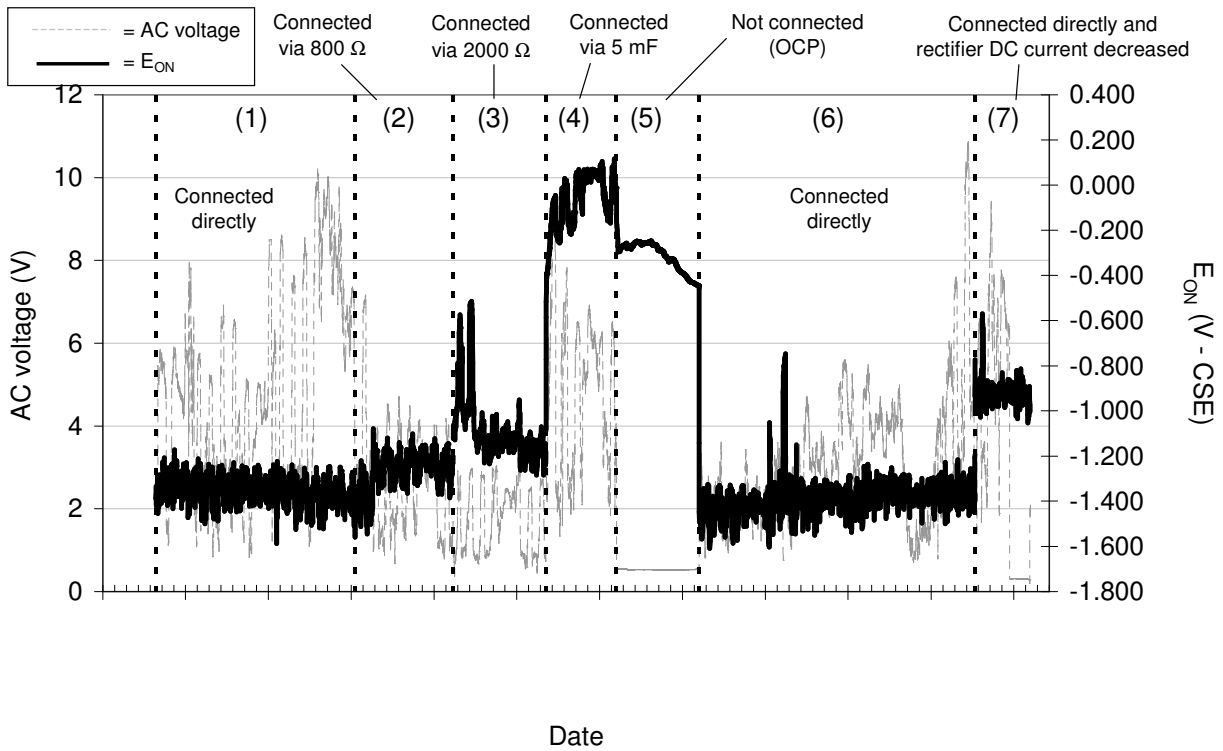 = AC voltage
= E_ON
Connected
via 800 Ω
Connected
via 2000 Ω
Connected
via 5 mF
Not connected
(OCP)
Connected directly and
rectifier DC current decreased
12
10
8
6
4
2
0
AC voltage (V)
(1)
(2)
(3)
(4)
(5)
(6)
(7)
Connected
directly
Connected
directly
0.400
0.200
0.000
-0.200
-0.400
-0.600
-0.800
-1.000
-1.200
-1.400
-1.600
-1.800
E_ON (V - CSE)
Date